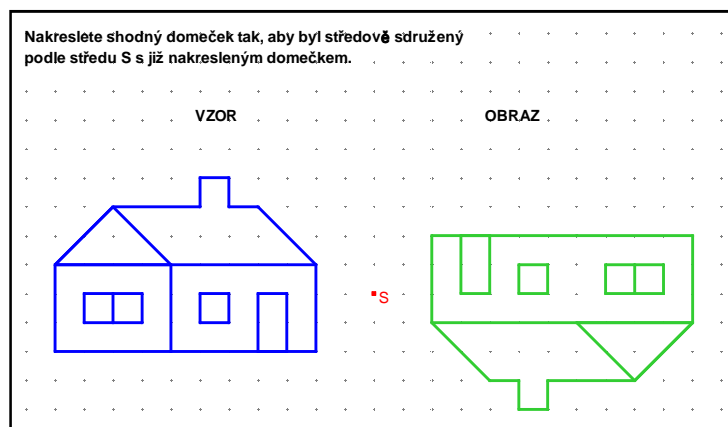 Nakreslete shodný domeček tak, aby byl středově sdružený
podle středu S s již nakresleným domečkem.
VZOR
OBRAZ
S